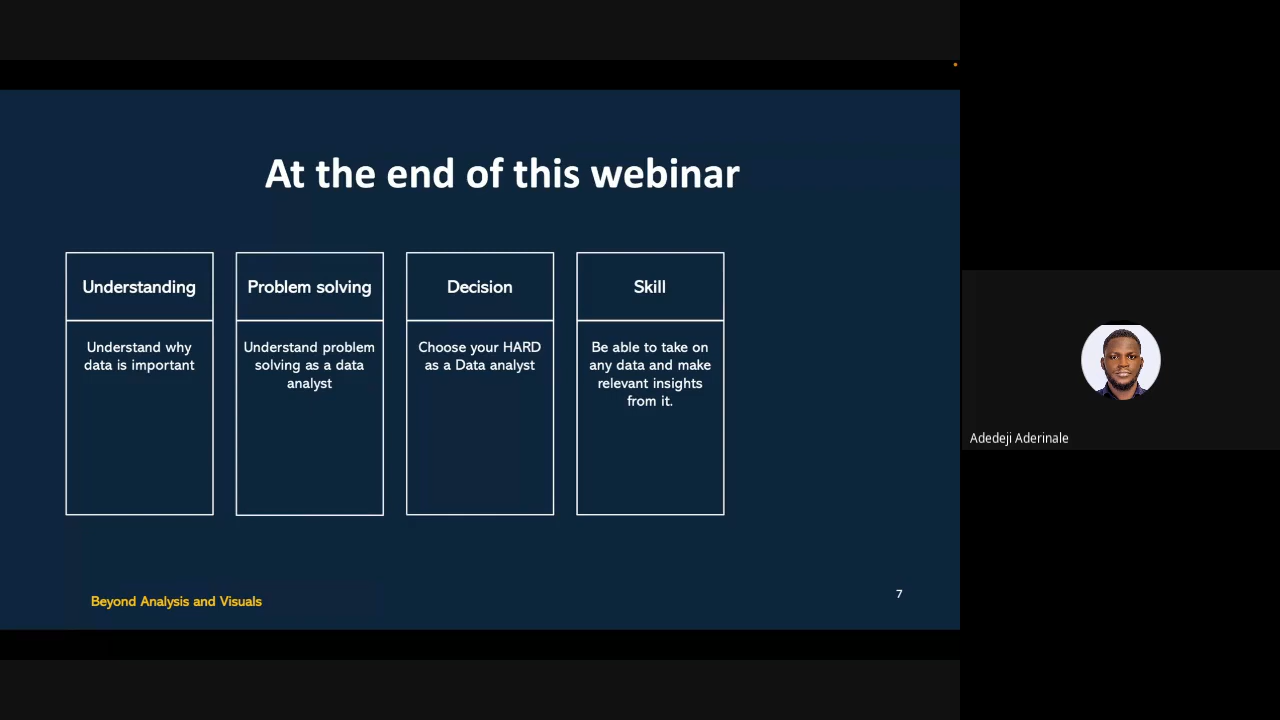 At the end of this webinar
Understanding
Understand why
data is important
Problem solving
Understand problem
solving as a data
analyst
Decision
Choose your HARD
as a Data analyst
Skill
Be able to take on
any data and make
relevant insights
from it.
Beyond Analysis and Visuals
7
Adedeji Aderinale